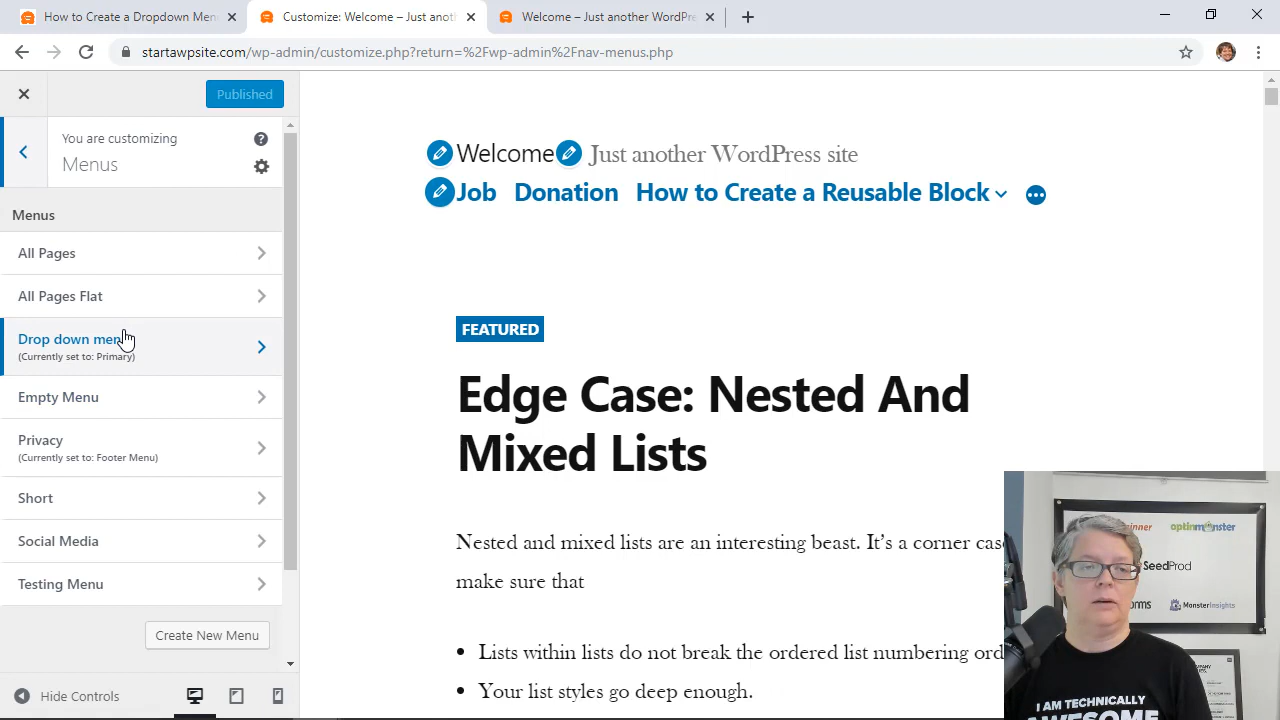 How to Create a Dropdown Men
Customize: Welcome – Just anot
Welcome – Just another WordPre
startawpsite.com/wp-admin/customize.php?return=%2Fwp-admin%2Fnav-menus.php
Published
You are customizing
Menus
Menus
All Pages
All Pages Flat
Drop down men
(Currently set to: Primary)
Empty Menu
Privacy
(Currently set to: Footer Menu)
Short
Social Media
Testing Menu
Create New Menu
Hide Controls
Welcome Just another WordPress site
Job Donation How to Create a Reusable Block
FEATURED
Edge Case: Nested And
Mixed Lists
Nested and mixed lists are an interesting beast. It’s a corner case
make sure that
• Lists within lists do not break the ordered list numbering ord
• Your list styles go deep enough.
inner optinmonster
SeedProd
orms MonsterInsights
I AM TECHNICALLY
AWESOME